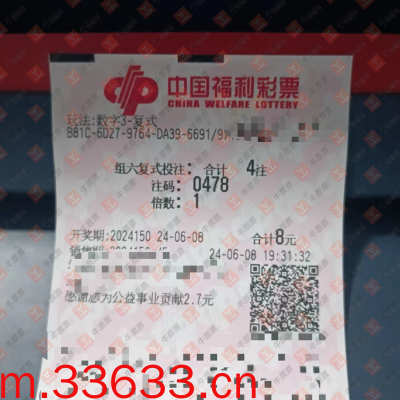 中国福利彩票
CHINA WELFARE LOTTERY
玩法:数字3-复式
881C-6D27-9764-DA39-6691/9
组六复式投注: 合计 4注
注码: 0478
倍数: 1
开奖期:2024150 24-06-08 合计8元
24-06-08 19:31:32
感谢您为公益事业贡献2.7元
m.33633.cn